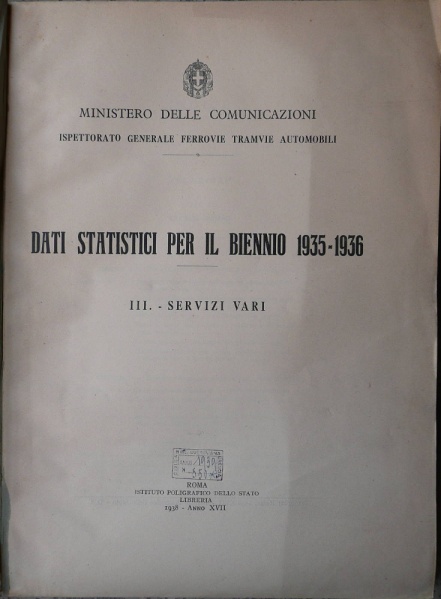 MINISTERO DELLE COMUNICAZIONI
ISPETTORATO GENERALE FERROVIE TRAMVIE AUTOMOBILI
DATI STATISTICI PER IL BIENNIO 1935-1936
III. - SERVIZI VARI
1939
ROMA
ISTITUTO POLIGRAFICO DELLO STATO
LIBRERIA
1938 - ANNO XVII